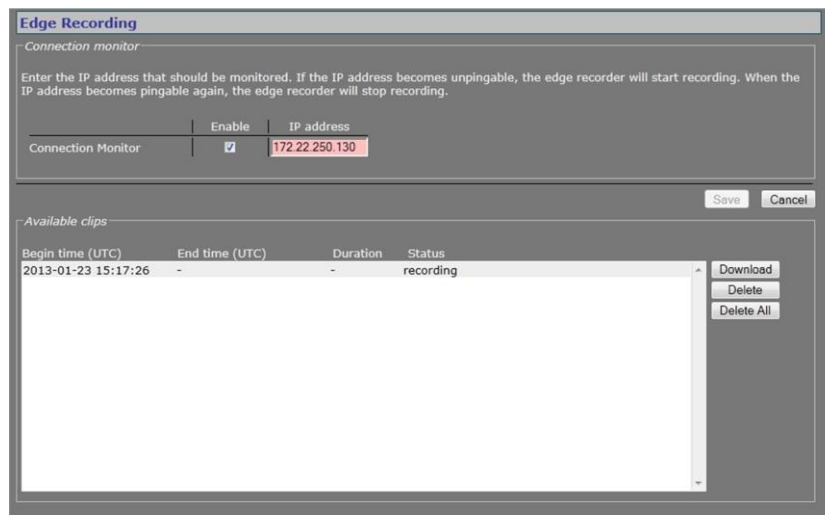 Edge Recording
Connection monitor
Enter the IP address that should be monitored. If the IP address becomes unpingable, the edge recorder will start recording. When the
IP address becomes pingable again, the edge recorder will stop recording.
Enable IP address
Connection Monitor 172.22.250.130
Save Cancel
Available clips
Begin time (UTC) End time (UTC) Duration Status
2013-01-23 15:17:26 - - recording
Download
Delete
Delete All